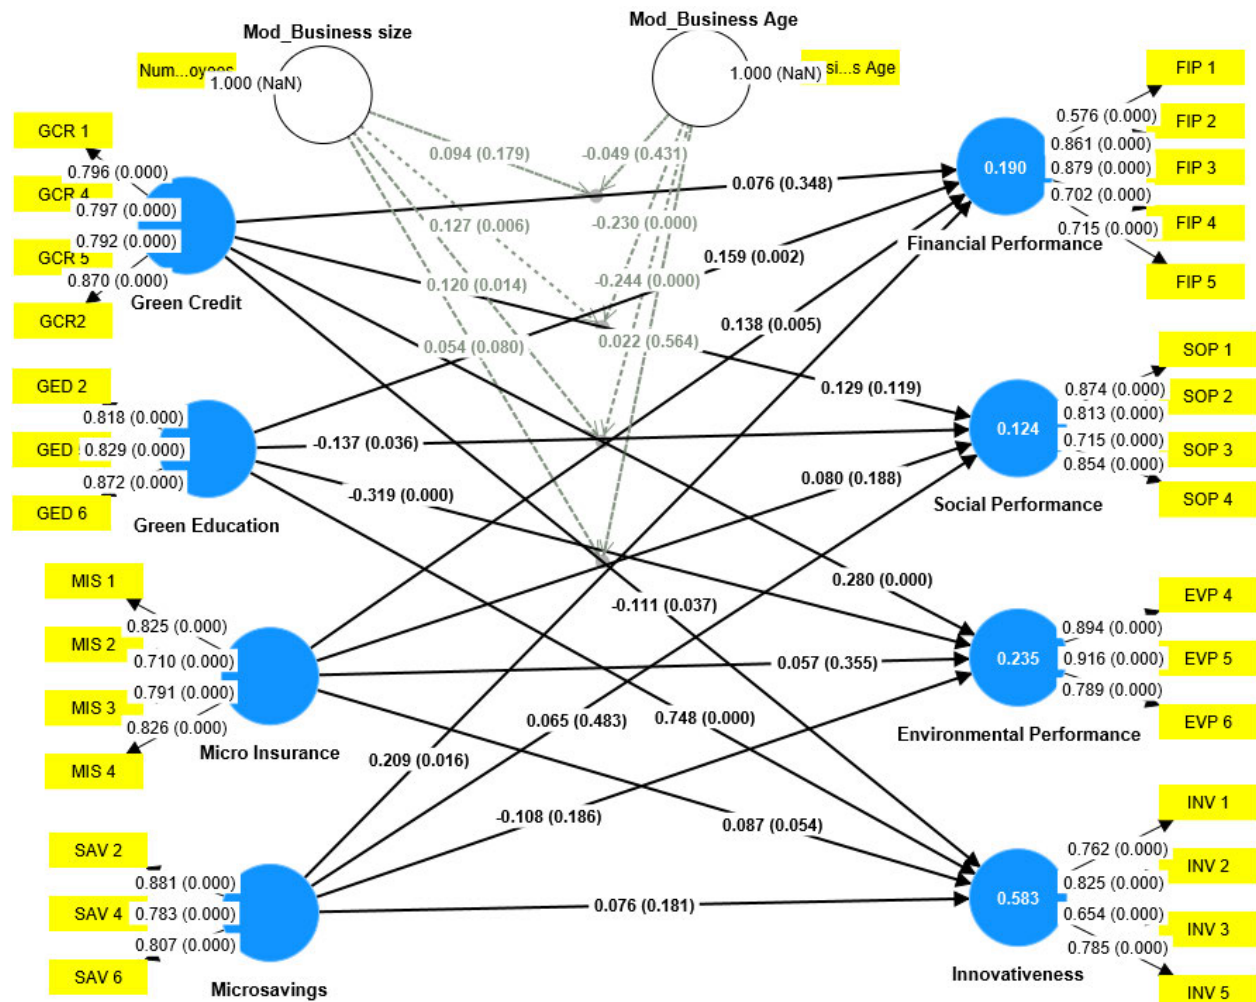 Mod_Business size
Mod_Business Age
Num...oyees
1.000 (NaN)
1.000 (NaN)
si...s Age
GCR 1
GCR 4
GCR 5
GCR2
0.796 (0.000)
0.797 (0.000)
0.792 (0.000)
0.870 (0.000)
Green Credit
GED 2
GED
GED 6
0.818 (0.000)
0.829 (0.000)
0.872 (0.000)
Green Education
MIS 1
MIS 2
MIS 3
MIS 4
0.825 (0.000)
0.710 (0.000)
0.791 (0.000)
0.826 (0.000)
Micro Insurance
SAV 2
SAV 4
SAV 6
0.881 (0.000)
0.783 (0.000)
0.807 (0.000)
Microsavings
0.094 (0.179)
-0.049 (0.431)
0.127 (0.006)
-0.230 (0.000)
0.120 (0.014)
-0.244 (0.000)
0.054 (0.080)
0.022 (0.564)
0.076 (0.348)
0.159 (0.002)
0.138 (0.005)
0.129 (0.119)
-0.137 (0.036)
-0.319 (0.000)
0.080 (0.188)
0.280 (0.000)
-0.111 (0.037)
0.057 (0.355)
0.065 (0.483)
0.748 (0.000)
0.209 (0.016)
-0.108 (0.186)
0.087 (0.054)
0.076 (0.181)
0.190
Financial Performance
0.576 (0.000)
0.861 (0.000)
0.879 (0.000)
0.702 (0.000)
0.715 (0.000)
FIP 1
FIP 2
FIP 3
FIP 4
FIP 5
0.124
Social Performance
0.874 (0.000)
0.813 (0.000)
0.715 (0.000)
0.854 (0.000)
SOP 1
SOP 2
SOP 3
SOP 4
0.235
Environmental Performance
0.894 (0.000)
0.916 (0.000)
0.789 (0.000)
EVP 4
EVP 5
EVP 6
0.583
Innovativeness
0.762 (0.000)
0.825 (0.000)
0.654 (0.000)
0.785 (0.000)
INV 1
INV 2
INV 3
INV 5